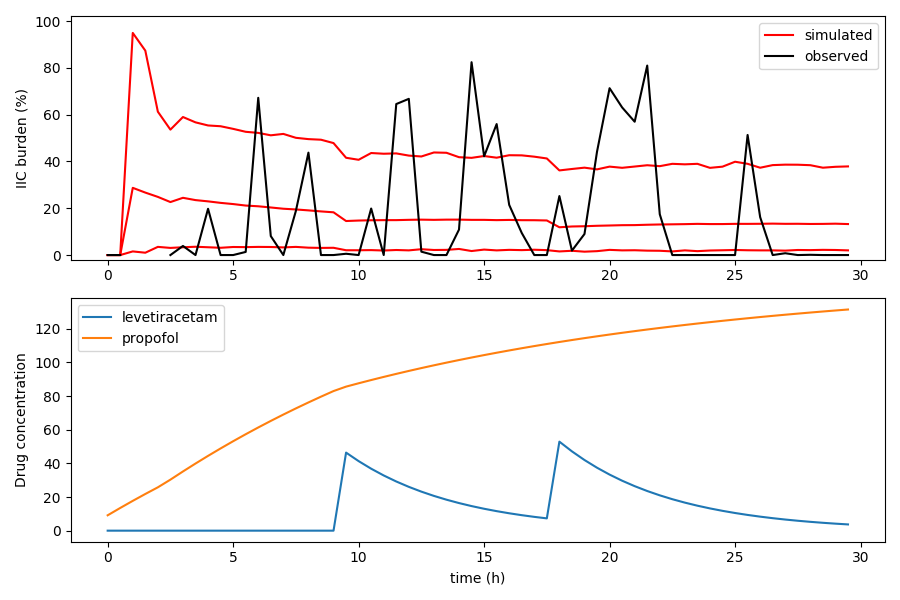 100
80
60
40
20
0
IIC burden (%)
simulated
observed
0 5 10 15 20 25 30
120
100
80
60
40
20
0
Drug concentration
levetiracetam
propofol
0 5 10 15 20 25 30
time (h)